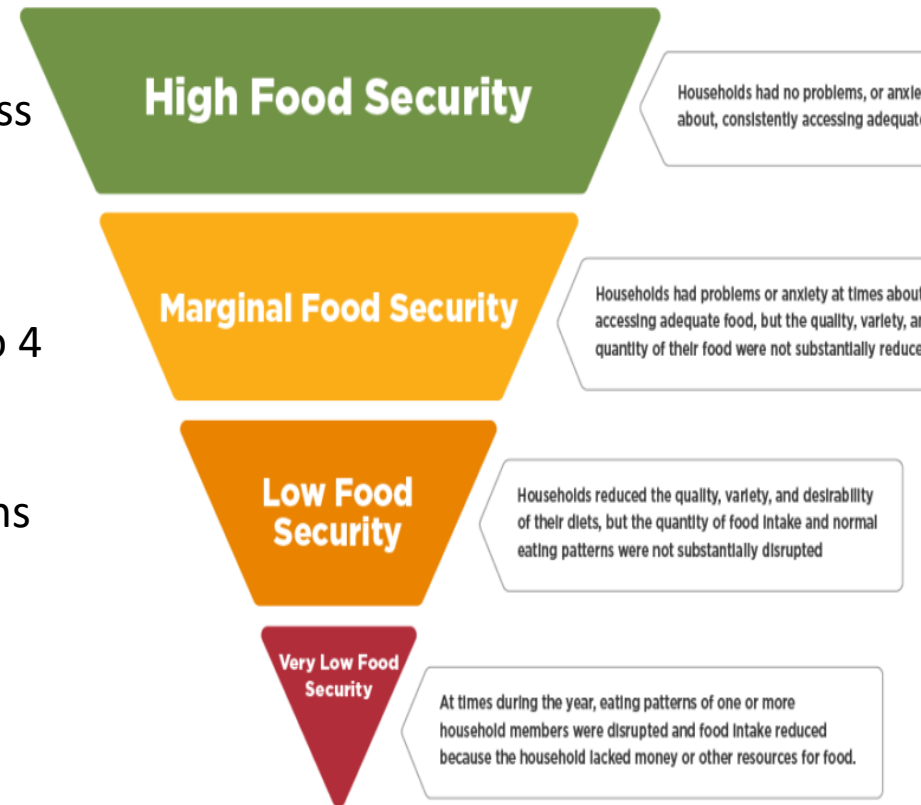 ss
High Food Security
Households had no problems, or
about, consistently accessing
Marginal Food Security
Households had problems or anxiety at times about
accessing adequate food, but the quality, variety,
quantity of their food were not substantially
o 4
Low Food
Security
Households reduced the quality, variety, and desirability
of their diets, but the quantity of food intake and normal
eating patterns were not substantially disrupted
ns
Very Low Food
Security
At times during the year, eating patterns of one or more
household members were disrupted and food intake reduced
because the household lacked money or other resources for food.